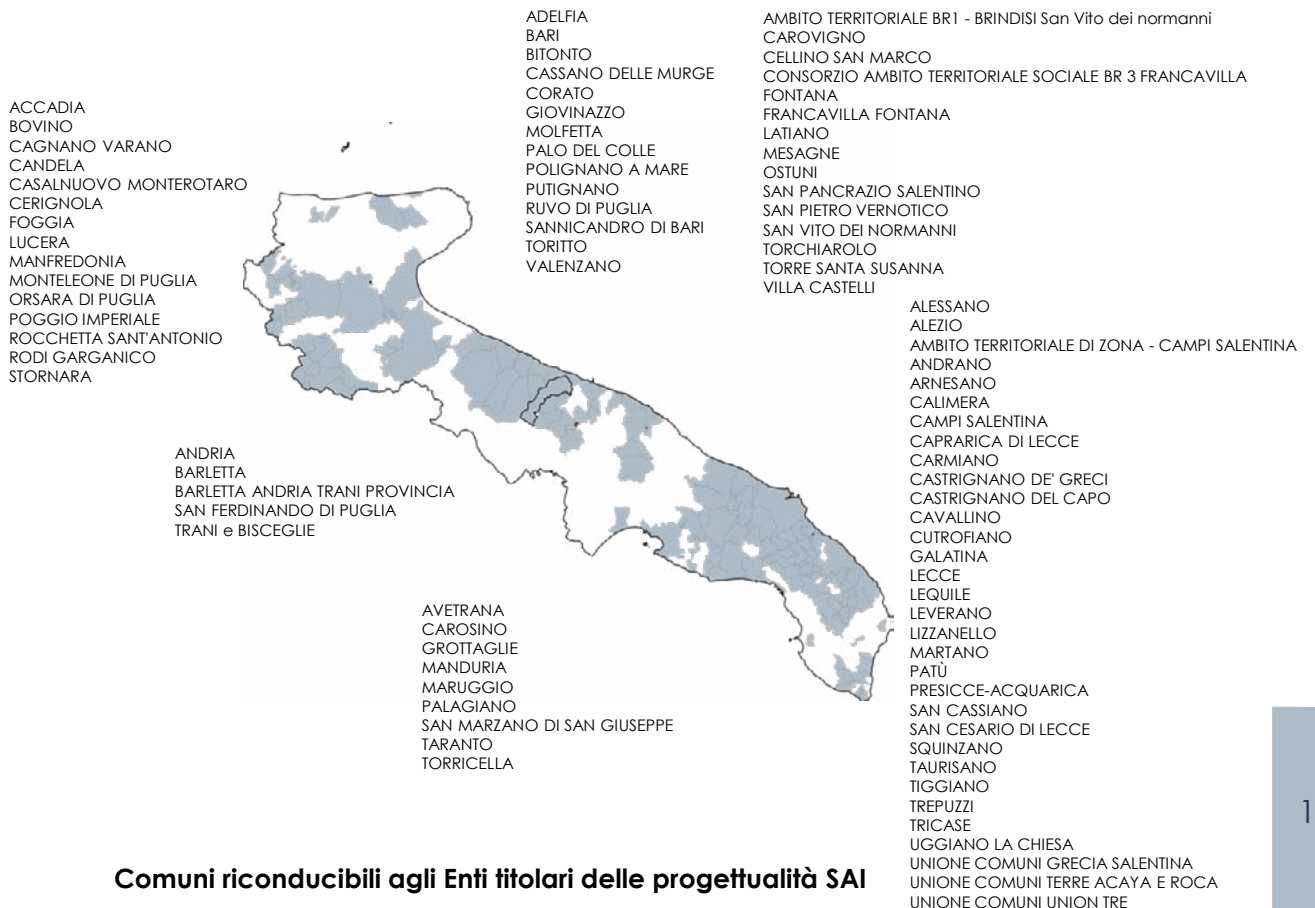 ACCADIA
BOVINO
CAGNANO VARANO
CANDELA
CASALNUOVO MONTEROTARO
CERIGNOLA
FOGGIA
LUCERA
MANFREDONIA
MONTELEONE DI PUGLIA
ORSARA DI PUGLIA
POGGIO IMPERIALE
ROCCHETTA SANT'ANTONIO
RODI GARGANICO
STORNARA
ADELFIA
BARI
BITONTO
CASSANO DELLE MURGE
CORATO
GIOVINAZZO
MOLFETTA
PALO DEL COLLE
POLIGNANO A MARE
PUTIGNANO
RUVO DI PUGLIA
SANNICANDRO DI BARI
TORITTO
VALENZANO
AMBITO TERRITORIALE BR1 - BRINDISI San Vito dei normanni
CAROVIGNO
CELLINO SAN MARCO
CONSORZIO AMBITO TERRITORIALE SOCIALE BR 3 FRANCAVILLA
FONTANA
FRANCAVILLA FONTANA
LATIANO
MESAGNE
OSTUNI
SAN PANCRAZIO SALENTINO
SAN PIETRO VERNOTICO
SAN VITO DEI NORMANNI
TORCHIAROLO
TORRE SANTA SUSANNA
VILLA CASTELLI
ANDRIA
BARLETTA
BARLETTA ANDRIA TRANI PROVINCIA
SAN FERDINANDO DI PUGLIA
TRANI e BISCEGLIE
AVETRANA
CAROSINO
GROTTAGLIE
MANDURIA
MARUGGIO
PALAGIANO
SAN MARZANO DI SAN GIUSEPPE
TARANTO
TORRICELLA
ALESSANO
ALEZIO
AMBITO TERRITORIALE DI ZONA - CAMPI SALENTINA
ANDRANO
ARNESANO
CALIMERA
CAMPI SALENTINA
CAPRARICA DI LECCE
CARMIANO
CASTRIGNANO DE' GRECI
CASTRIGNANO DEL CAPO
CAVALLINO
CUTROFIANO
GALATINA
LECCE
LEQUILE
LEVERANO
LIZZANELLO
MARTANO
PATÙ
PRESICCE-ACQUARICA
SAN CASSIANO
SAN CESARIO DI LECCE
SQUINZANO
TAURISANO
TIGGIANO
TREPUZZI
TRICASE
UGGIANO LA CHIESA
UNIONE COMUNI GRECIA SALENTINA
UNIONE COMUNI TERRE ACAYA E ROCA
UNIONE COMUNI UNION TRE
Comuni riconducibili agli Enti titolari delle progettualità SAI
1